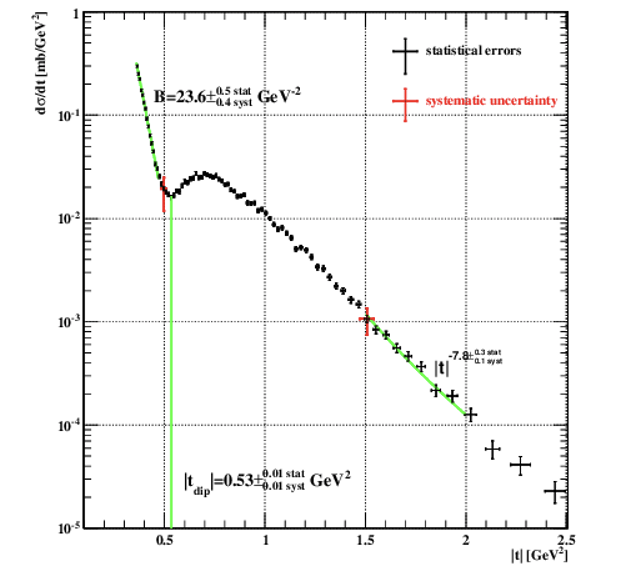 dσ/dt [mb/GeV²]
1
statistical errors
B=23.6±0.5 stat 0.4 syst GeV⁻²
systematic uncertainty
10⁻¹
10⁻²
10⁻³
|t|^-7.8±0.3 stat 0.1 syst
10⁻⁴
|t_dip|=0.53±0.01 stat 0.01 syst GeV²
10⁻⁵
0.5 1 1.5 2 2.5
|t| [GeV²]